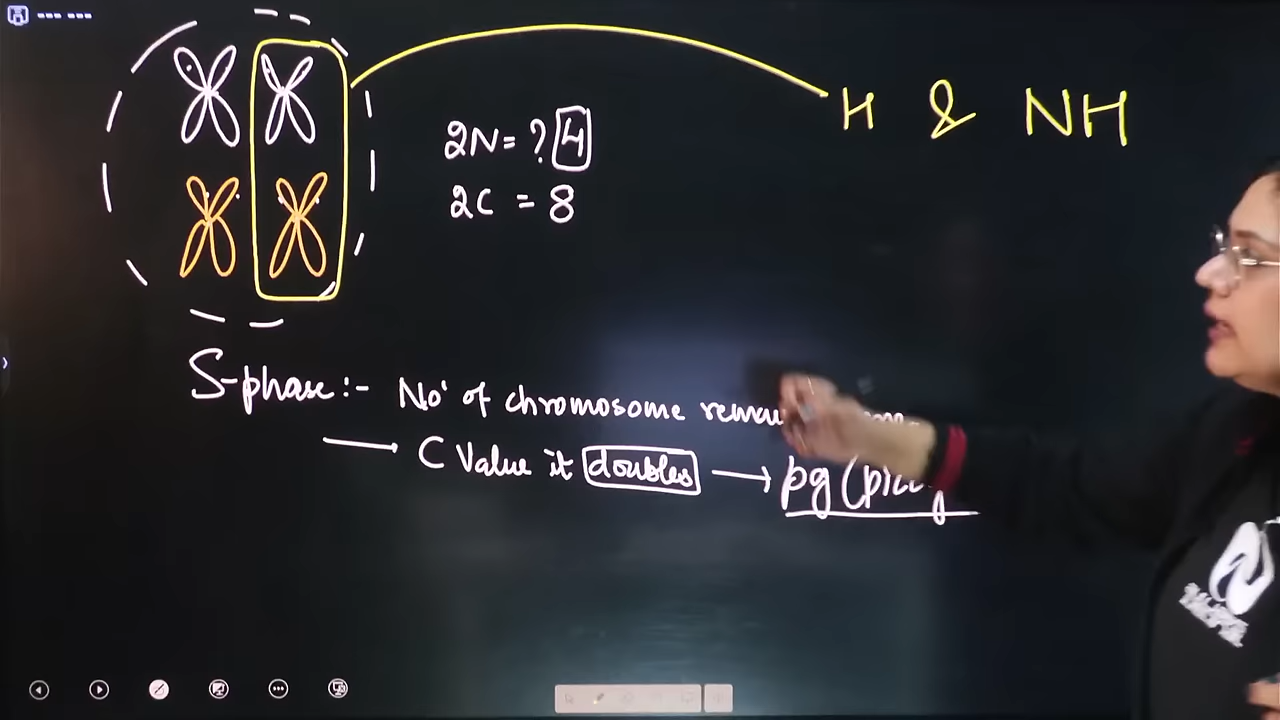 H & NH
2N = ? 4
2C = 8
S-phase :- No. of chromosome
→ C Value it doubles → pg